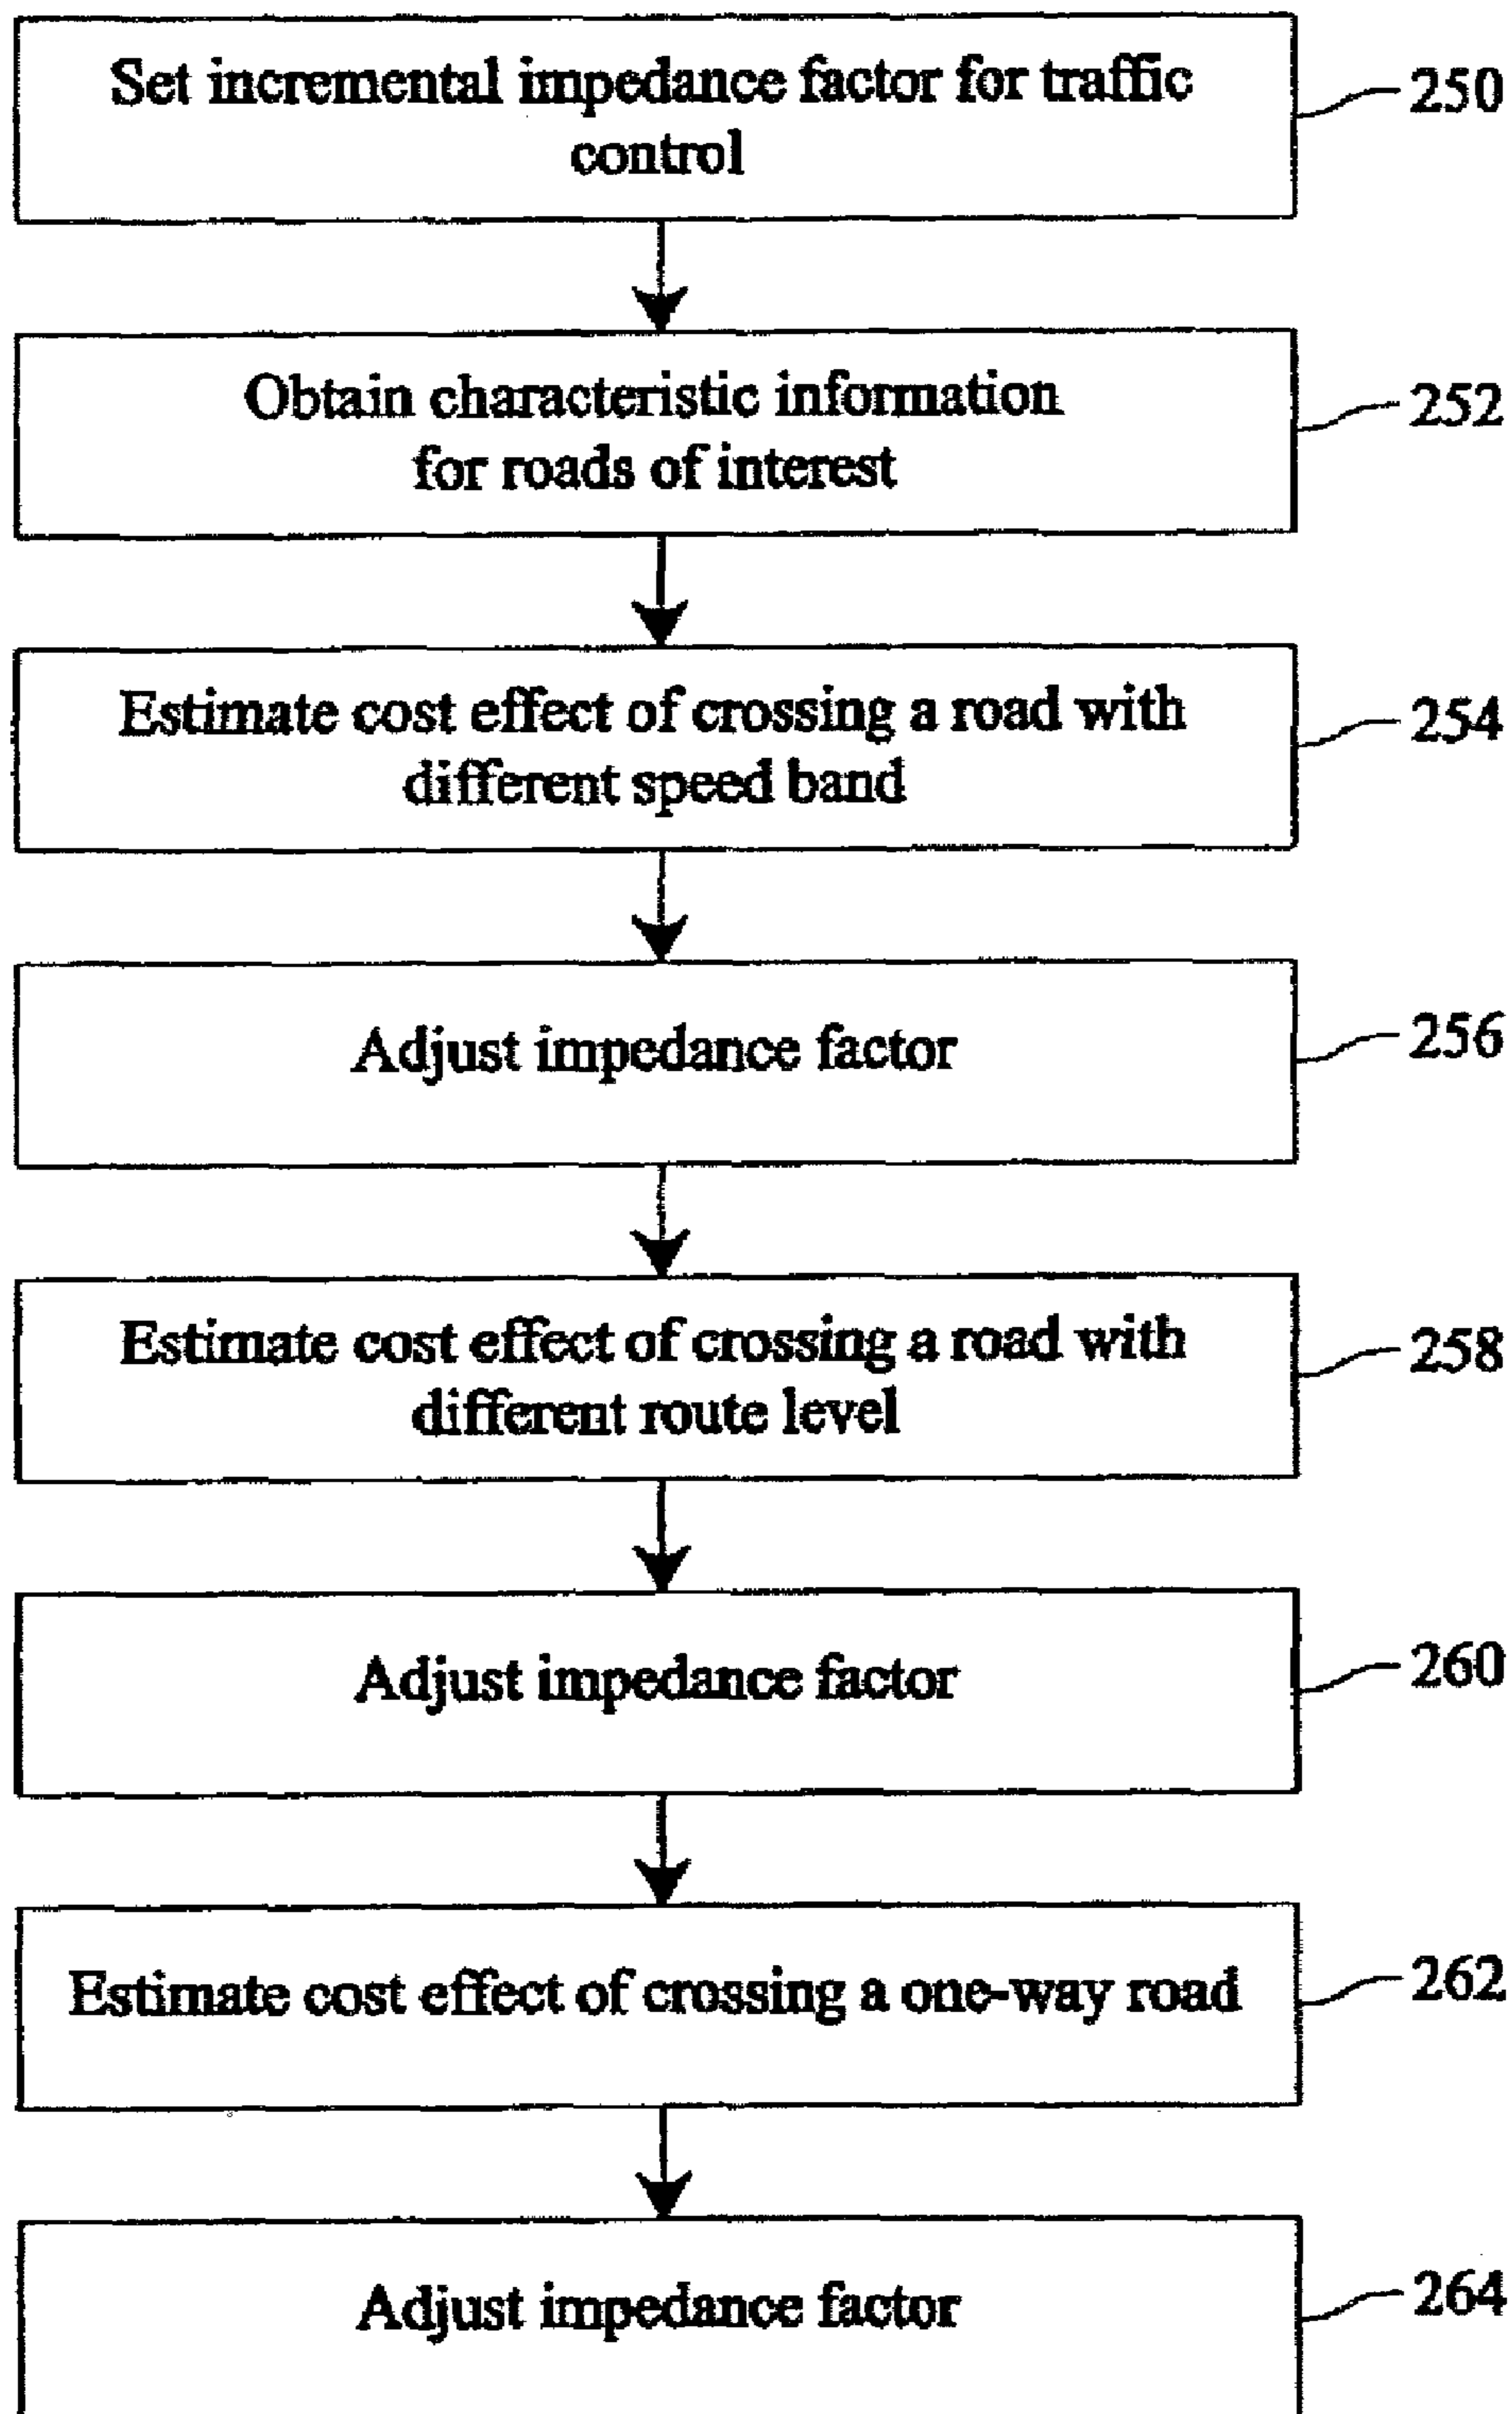 Set incremental impedance factor for traffic
control
250
Obtain characteristic information
for roads of interest
252
Estimate cost effect of crossing a road with
different speed band
254
Adjust impedance factor
256
Estimate cost effect of crossing a road with
different route level
258
Adjust impedance factor
260
Estimate cost effect of crossing a one-way road
262
Adjust impedance factor
264